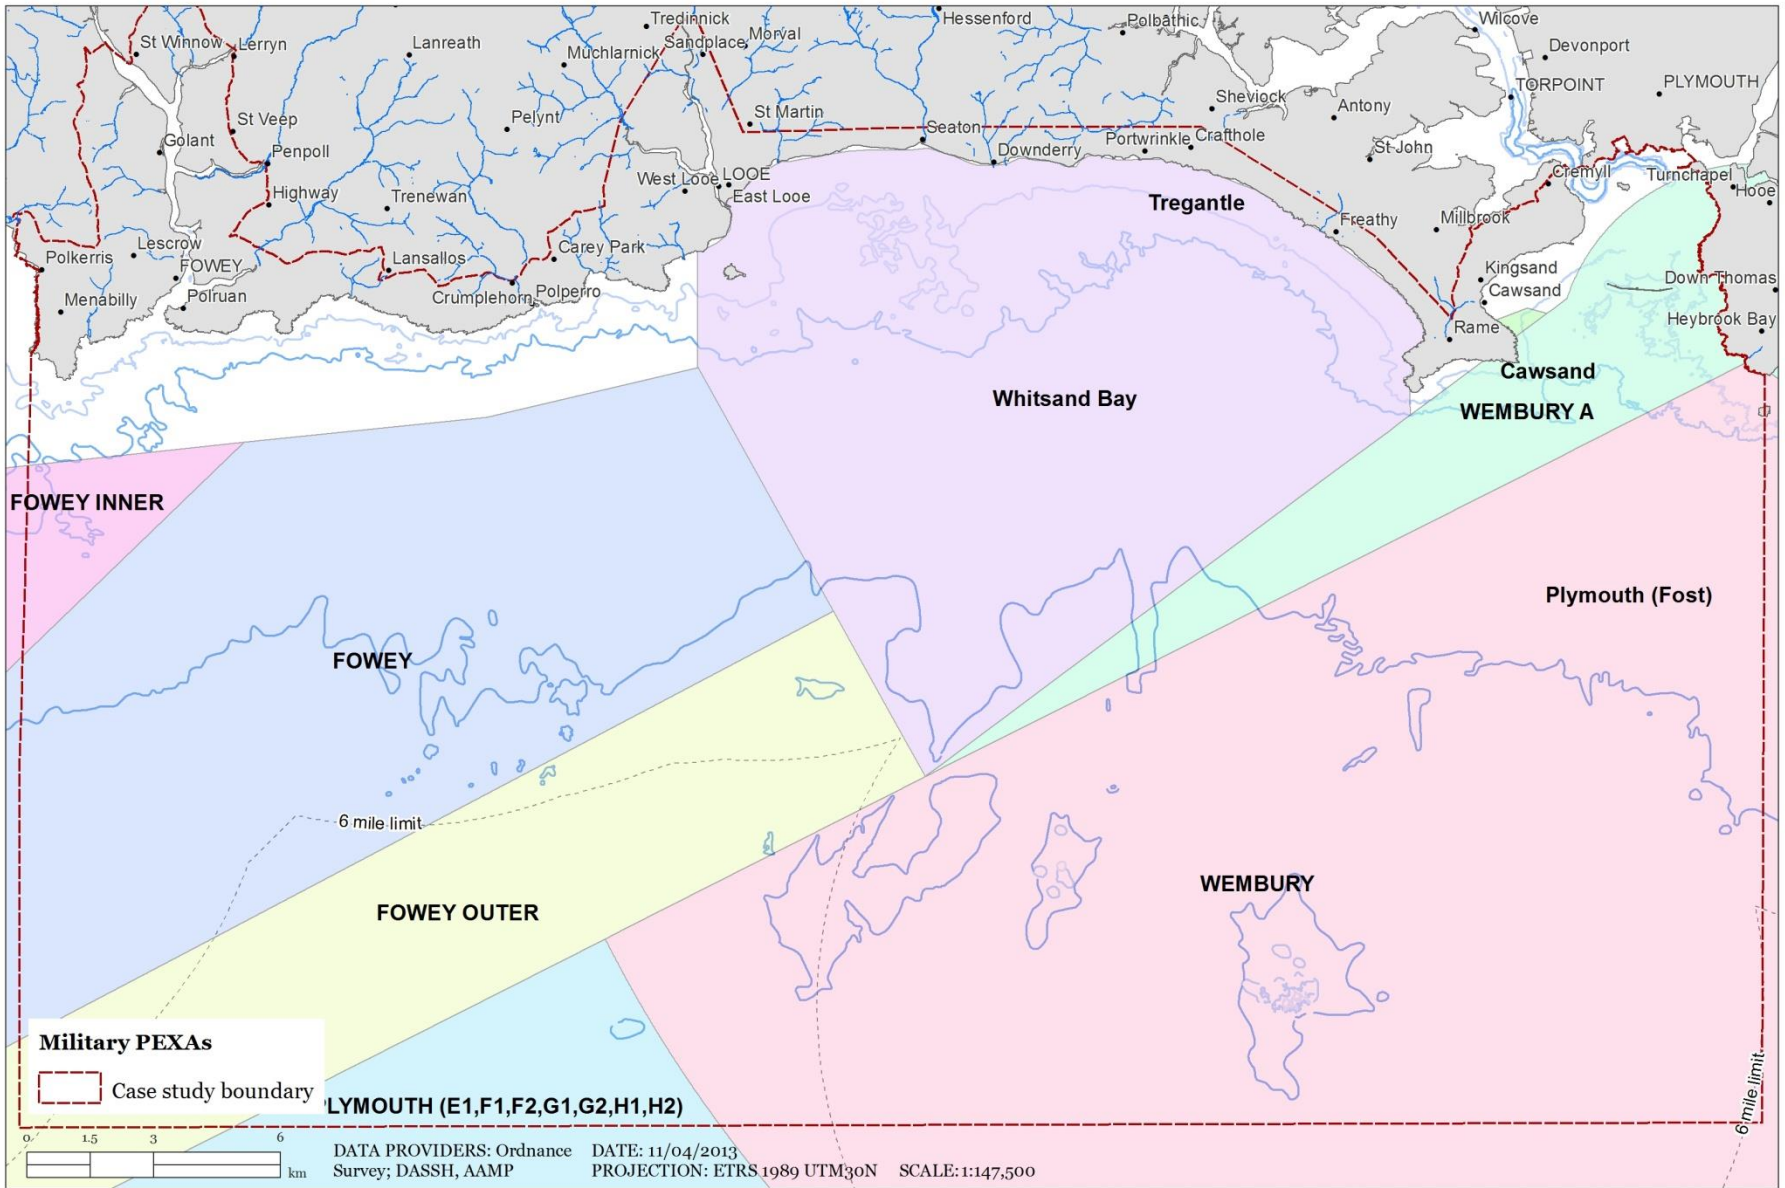 Tredinnick
Hessenford
Polbathic
Wilcove
St Winnow
Lerryn
Lanreath
Muchlarnick
Sandplace
Morval
Devonport
TORPOINT
PLYMOUTH
St Veep
Pelynt
St Martin
Sheviock
Antony
Golant
Penpoll
Seaton
Downderry
Portwrinkle
Crafthole
St John
Highway
Trenewan
West Looe
LOOE
East Looe
Tregantle
Cremyll
Turnchapel
Hooe
Freathy
Millbrook
Polkerris
Lescrow
FOWEY
Lansallos
Carey Park
Kingsand
Cawsand
Down Thomas
Menabilly
Polruan
Crumplehorn
Polperro
Rame
Heybrook Bay
Cawsand
Whitsand Bay
WEMBURY A
FOWEY INNER
Plymouth (Fost)
FOWEY
6 mile limit
WEMBURY
FOWEY OUTER
Military PEXAs
Case study boundary
PLYMOUTH (E1,F1,F2,G1,G2,H1,H2)
6 mile limit
0 1.5 3 6
km
DATA PROVIDERS: Ordnance DATE: 11/04/2013
Survey; DASSH, AAMP PROJECTION: ETRS 1989 UTM30N SCALE:1:147,500